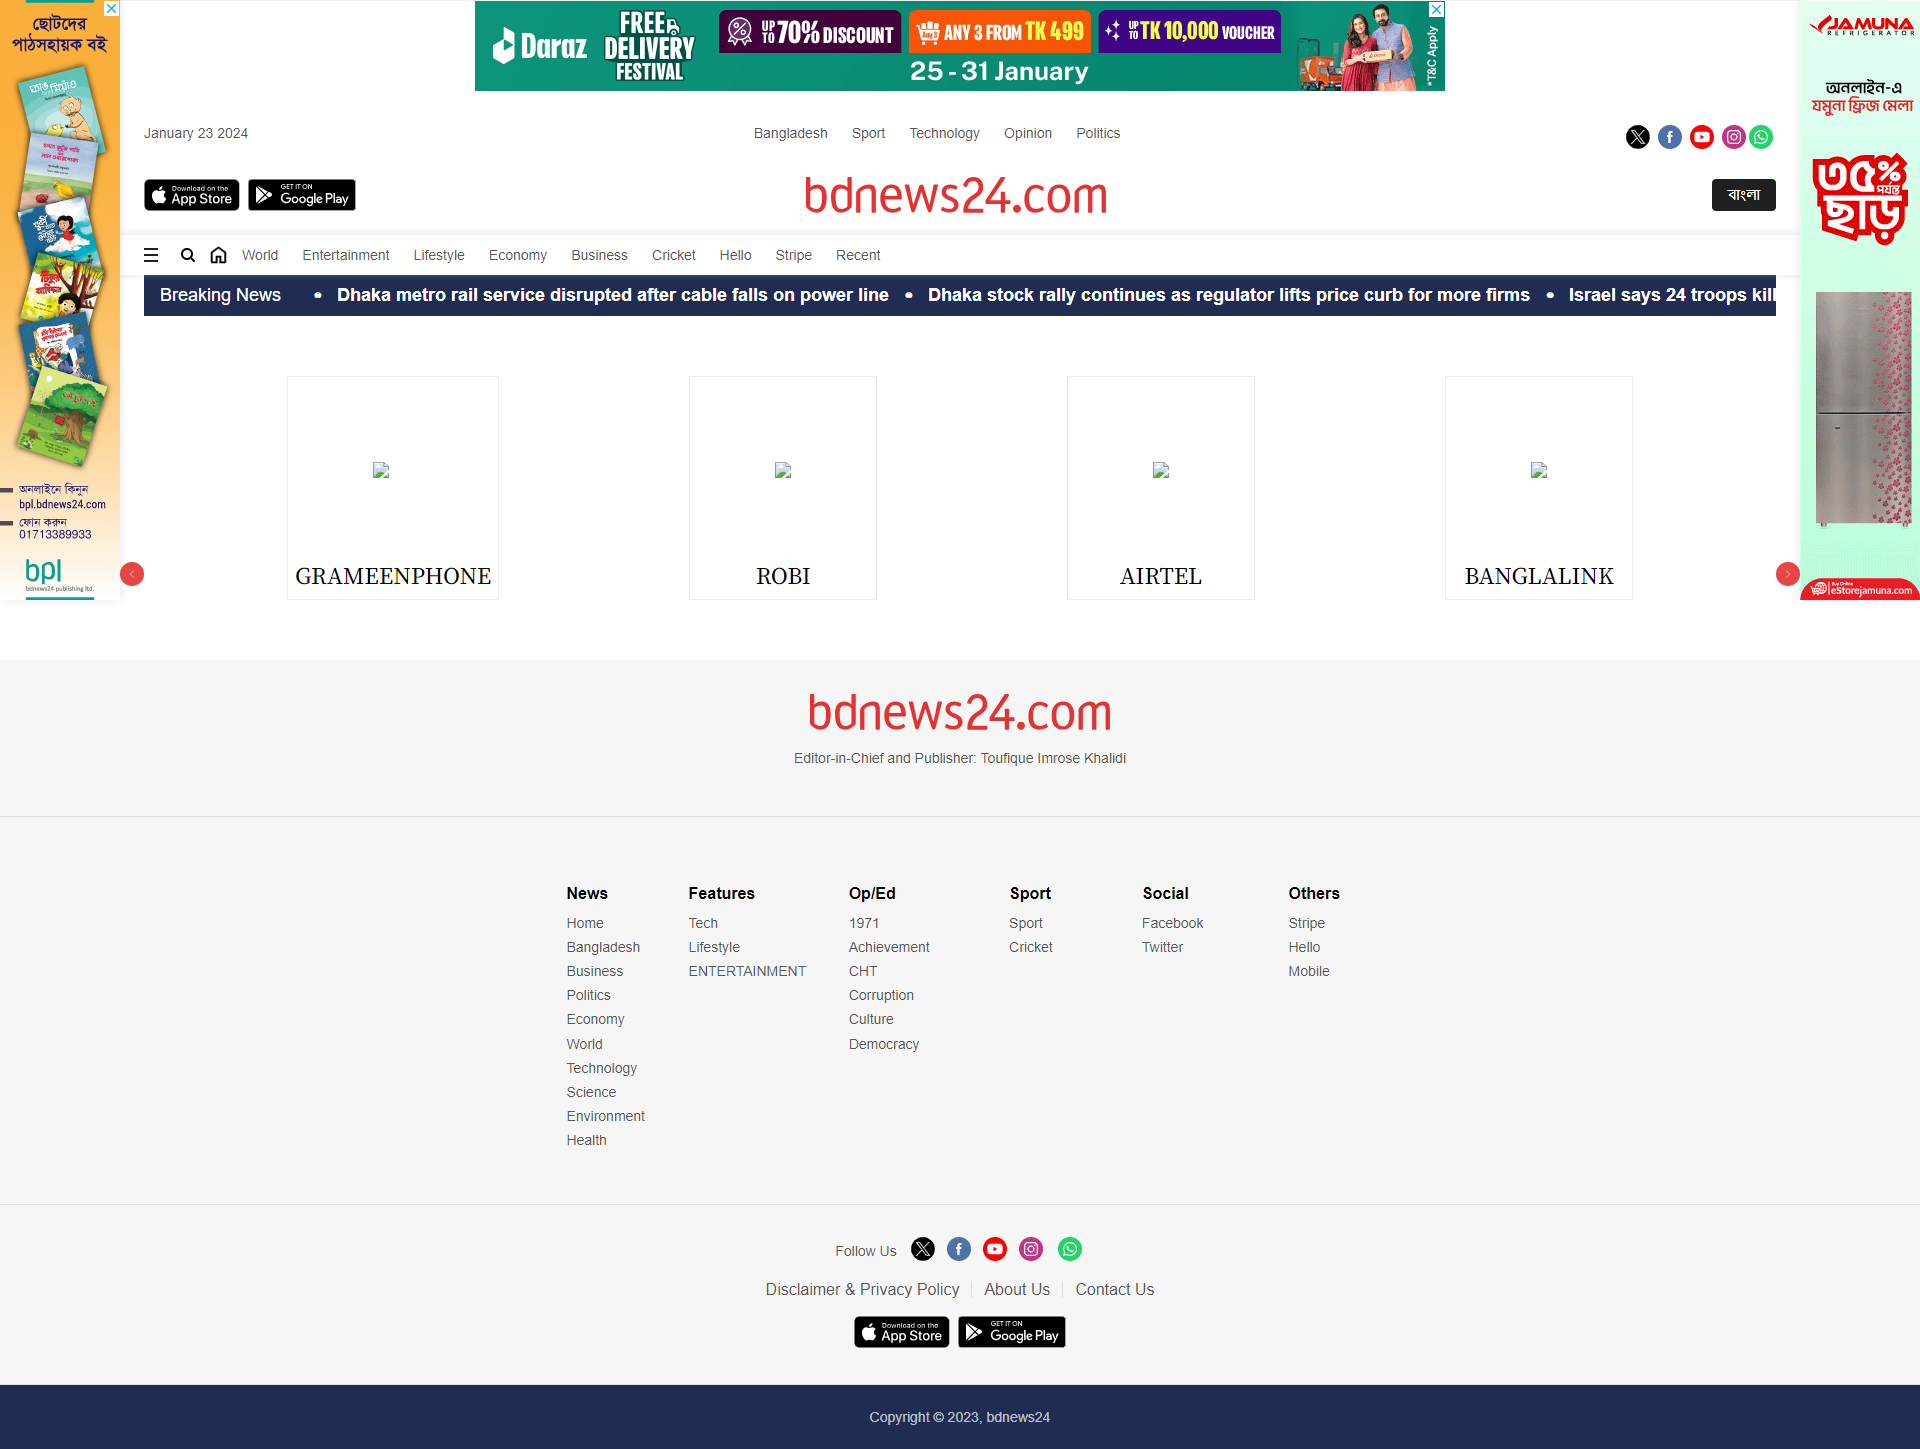 ছোটদের
পাঠসহায়ক বই
অনলাইনে কিনুন
bpl.bdnews24.com
ফোন করুন
01713389933
bpl
bdnews24 publishing ltd.
Daraz
FREE
DELIVERY
FESTIVAL
UP TO 70% DISCOUNT
Aug 3 ANY 3 FROM TK 499
UP TO TK 10,000 VOUCHER
25 - 31 January
*T&C Apply
JAMUNA
REFRIGERATOR
অনলাইন-এ
যমুনা ফ্রিজ মেলা
৩৫%
পর্যন্ত
ছাড়
Buy Online
eStorejamuna.com
January 23 2024
Bangladesh Sport Technology Opinion Politics
Download on the App Store
GET IT ON Google Play
bdnews24.com
বাংলা
World Entertainment Lifestyle Economy Business Cricket Hello Stripe Recent
Breaking News • Dhaka metro rail service disrupted after cable falls on power line • Dhaka stock rally continues as regulator lifts price curb for more firms • Israel says 24 troops kill
GRAMEENPHONE ROBI AIRTEL BANGLALINK
bdnews24.com
Editor-in-Chief and Publisher: Toufique Imrose Khalidi
News
Home
Bangladesh
Business
Politics
Economy
World
Technology
Science
Environment
Health
Features
Tech
Lifestyle
ENTERTAINMENT
Op/Ed
1971
Achievement
CHT
Corruption
Culture
Democracy
Sport
Sport
Cricket
Social
Facebook
Twitter
Others
Stripe
Hello
Mobile
Follow Us
Disclaimer & Privacy Policy About Us Contact Us
Download on the App Store
GET IT ON Google Play
Copyright © 2023, bdnews24